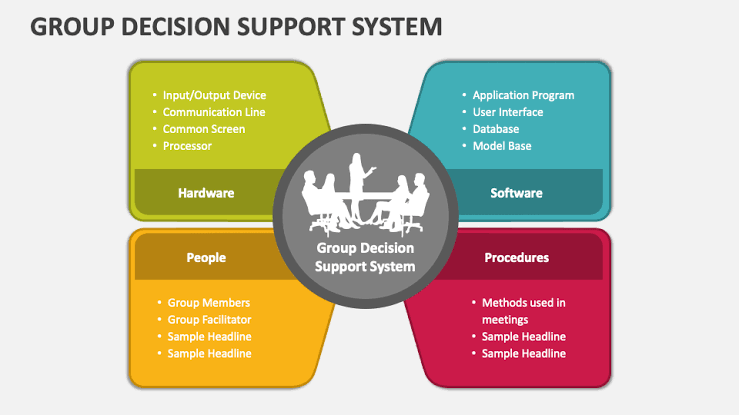 GROUP DECISION SUPPORT SYSTEM
• Input/Output Device
• Communication Line
• Common Screen
• Processor
Hardware
• Application Program
• User Interface
• Database
• Model Base
Software
Group Decision
Support System
People
• Group Members
• Group Facilitator
• Sample Headline
• Sample Headline
Procedures
• Methods used in
meetings
• Sample Headline
• Sample Headline